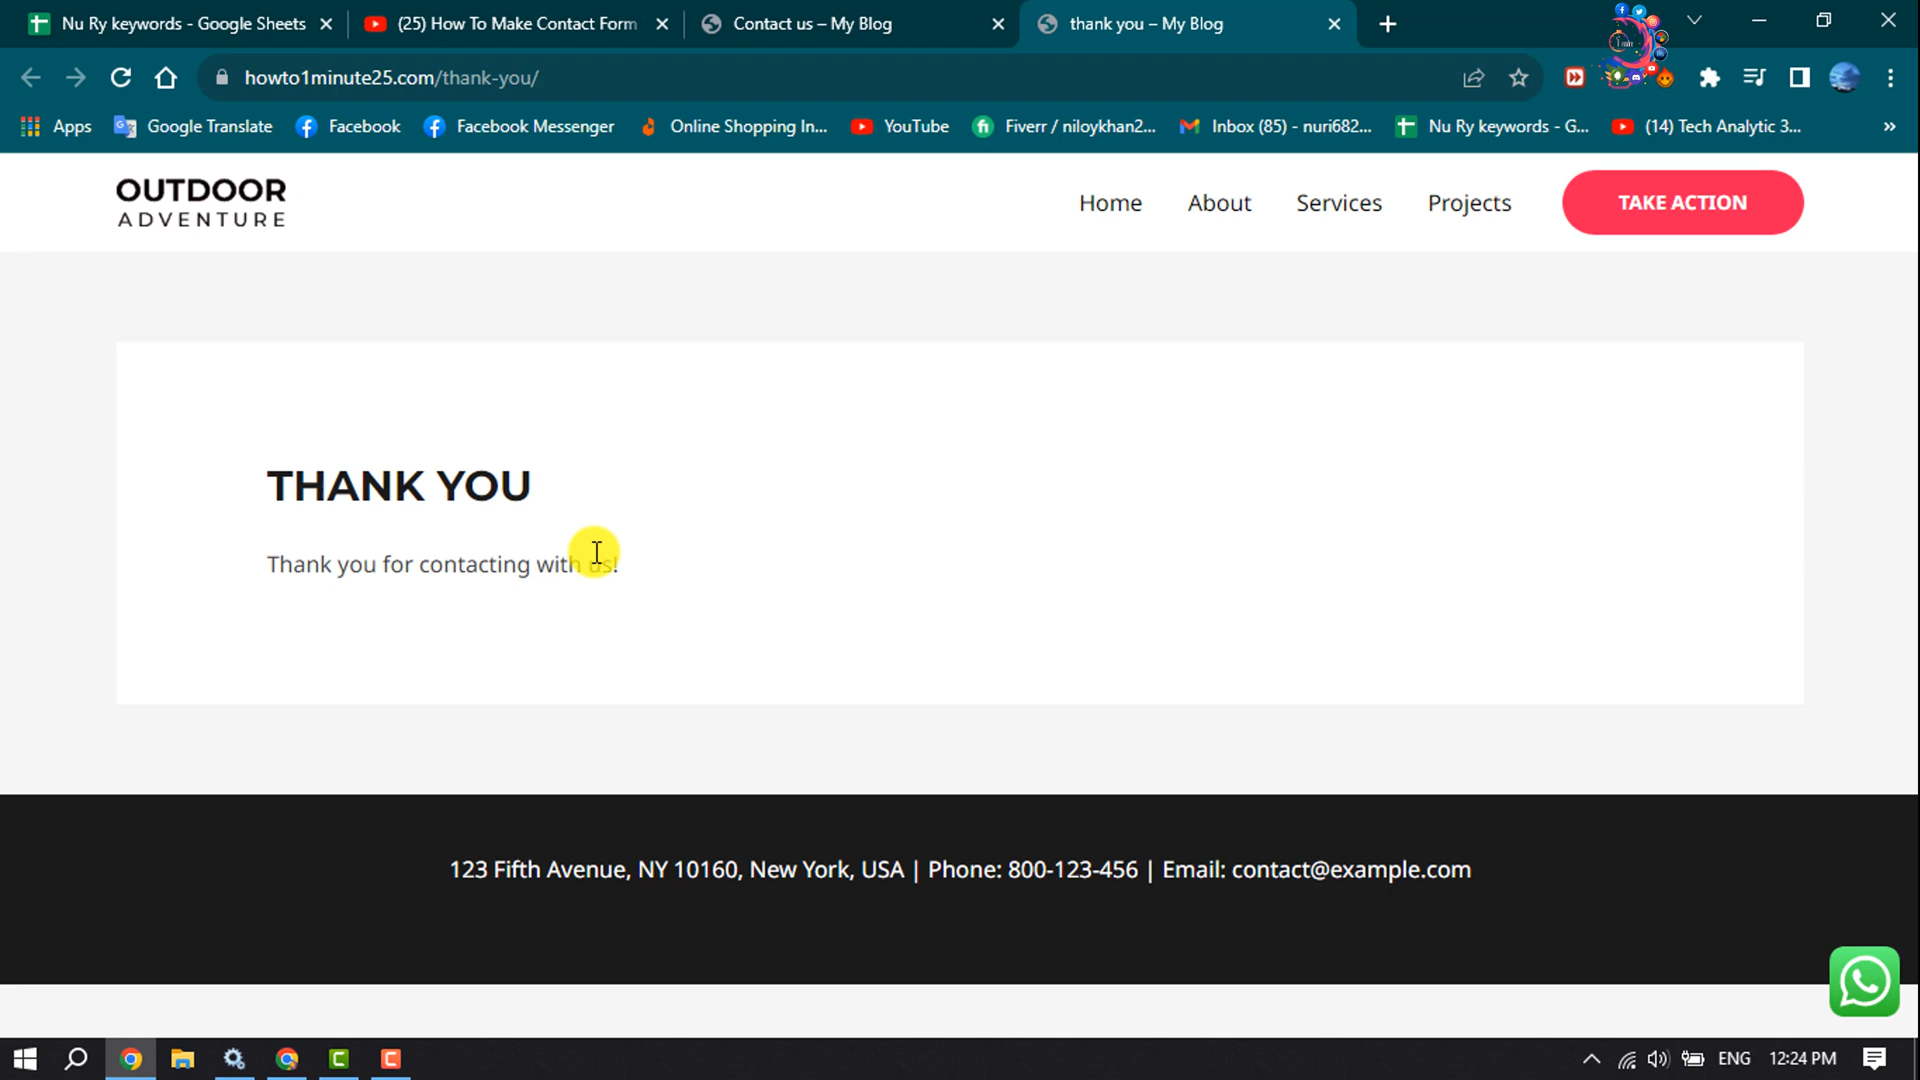 Nu Ry keywords - Google Sheets
(25) How To Make Contact Form
Contact us – My Blog
thank you – My Blog
howto1minute25.com/thank-you/
Apps
Google Translate
Facebook
Facebook Messenger
Online Shopping In...
YouTube
Fiverr / niloykhan2...
Inbox (85) - nuri682...
Nu Ry keywords - G...
(14) Tech Analytic 3...
OUTDOOR
ADVENTURE
Home
About
Services
Projects
TAKE ACTION
THANK YOU
Thank you for contacting with us!
123 Fifth Avenue, NY 10160, New York, USA | Phone: 800-123-456 | Email: contact@example.com
ENG
12:24 PM